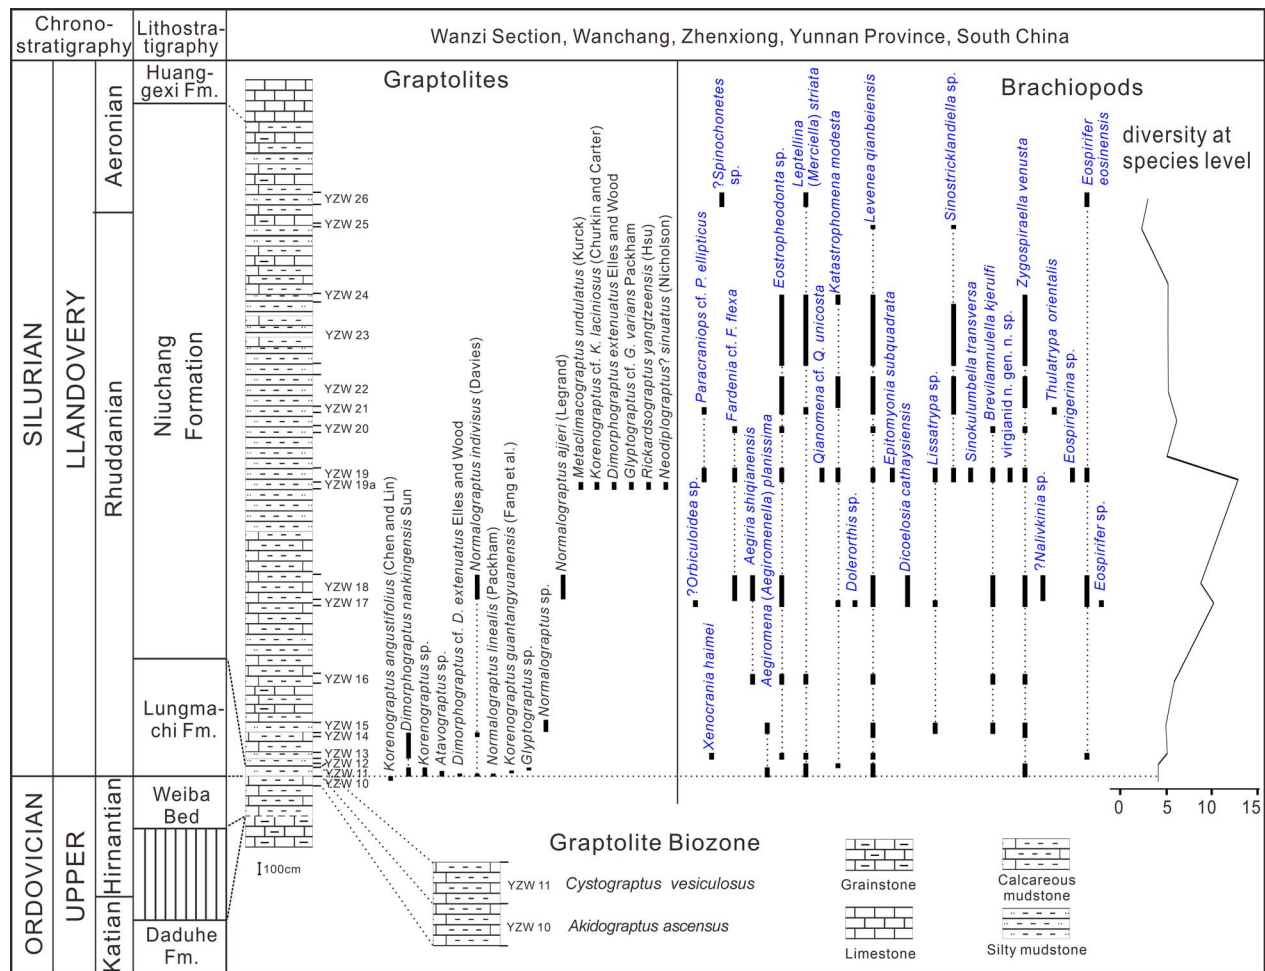 Chrono-
stratigraphy
Lithostra-
tigraphy
Wanzi Section, Wanchang, Zhenxiong, Yunnan Province, South China
SILURIAN
ORDOVICIAN
LLANDOVERY
UPPER
Aeronian
Rhuddanian
Hirnantian
Katian
Huang-
gexi Fm.
Niuchang
Formation
Lungma-
chi Fm.
Weiba
Bed
Daduhe
Fm.
YZW 26
YZW 25
YZW 24
YZW 23
YZW 22
YZW 21
YZW 20
YZW 19
YZW 19a
YZW 18
YZW 17
YZW 16
YZW 15
YZW 14
YZW 13
YZW 12
YZW 11
YZW 10
100cm
Graptolites
Korenograptus angustifolius (Chen and Lin)
Dimorphograptus nankingensis Sun
Korenograptus sp.
Atavograptus sp.
Dimorphograptus cf. D. extenuatus Elles and Wood
Normalograptus indivisus (Davies)
Normalograptus linealis (Packham)
Korenograptus guantangyuanensis (Fang et al.)
Glyptograptus sp.
Normalograptus sp.
Normalograptus ajjeri (Legrand)
Metaclimacograptus undulatus (Kurck)
Korenograptus cf. K. laciniosus (Churkin and Carter)
Dimorphograptus extenuatus Elles and Wood
Glyptograptus cf. G. varians Packham
Rickardsograptus yangtzeensis (Hsu)
Neodiplograptus? sinuatus (Nicholson)
Brachiopods
?Orbiculoidea sp.
Paracraniops cf. P. ellipticus
Xenocrania haimei
?Spinochonetes
sp.
Fardenia cf. F. flexa
Aegiria shiqianensis
Aegiromena (Aegiromenella) planissima
Eostropheodonta sp.
Leptellina
(Merciella) striata
Qianomena cf. Q. unicosta
Katastrophomena modesta
Dolerorthis sp.
Levenea qianbeiensis
Epitomyonia subquadrata
Dicoelosia cathaysiensis
Lissatrypa sp.
Sinostricklandiella sp.
Sinokulumbella transversa
Brevilamnulella kjerulfi
virgianid n. gen. n. sp.
Zygospiraella venusta
?Nalivkinia sp.
Thulatrypa orientalis
Eospirigerina sp.
Eospirifer
eosinensis
Eospirifer sp.
diversity at
species level
0 5 10 15
Graptolite Biozone
YZW 11 Cystograptus vesiculosus
YZW 10 Akidograptus ascensus
Grainstone
Calcareous
mudstone
Limestone
Silty mudstone